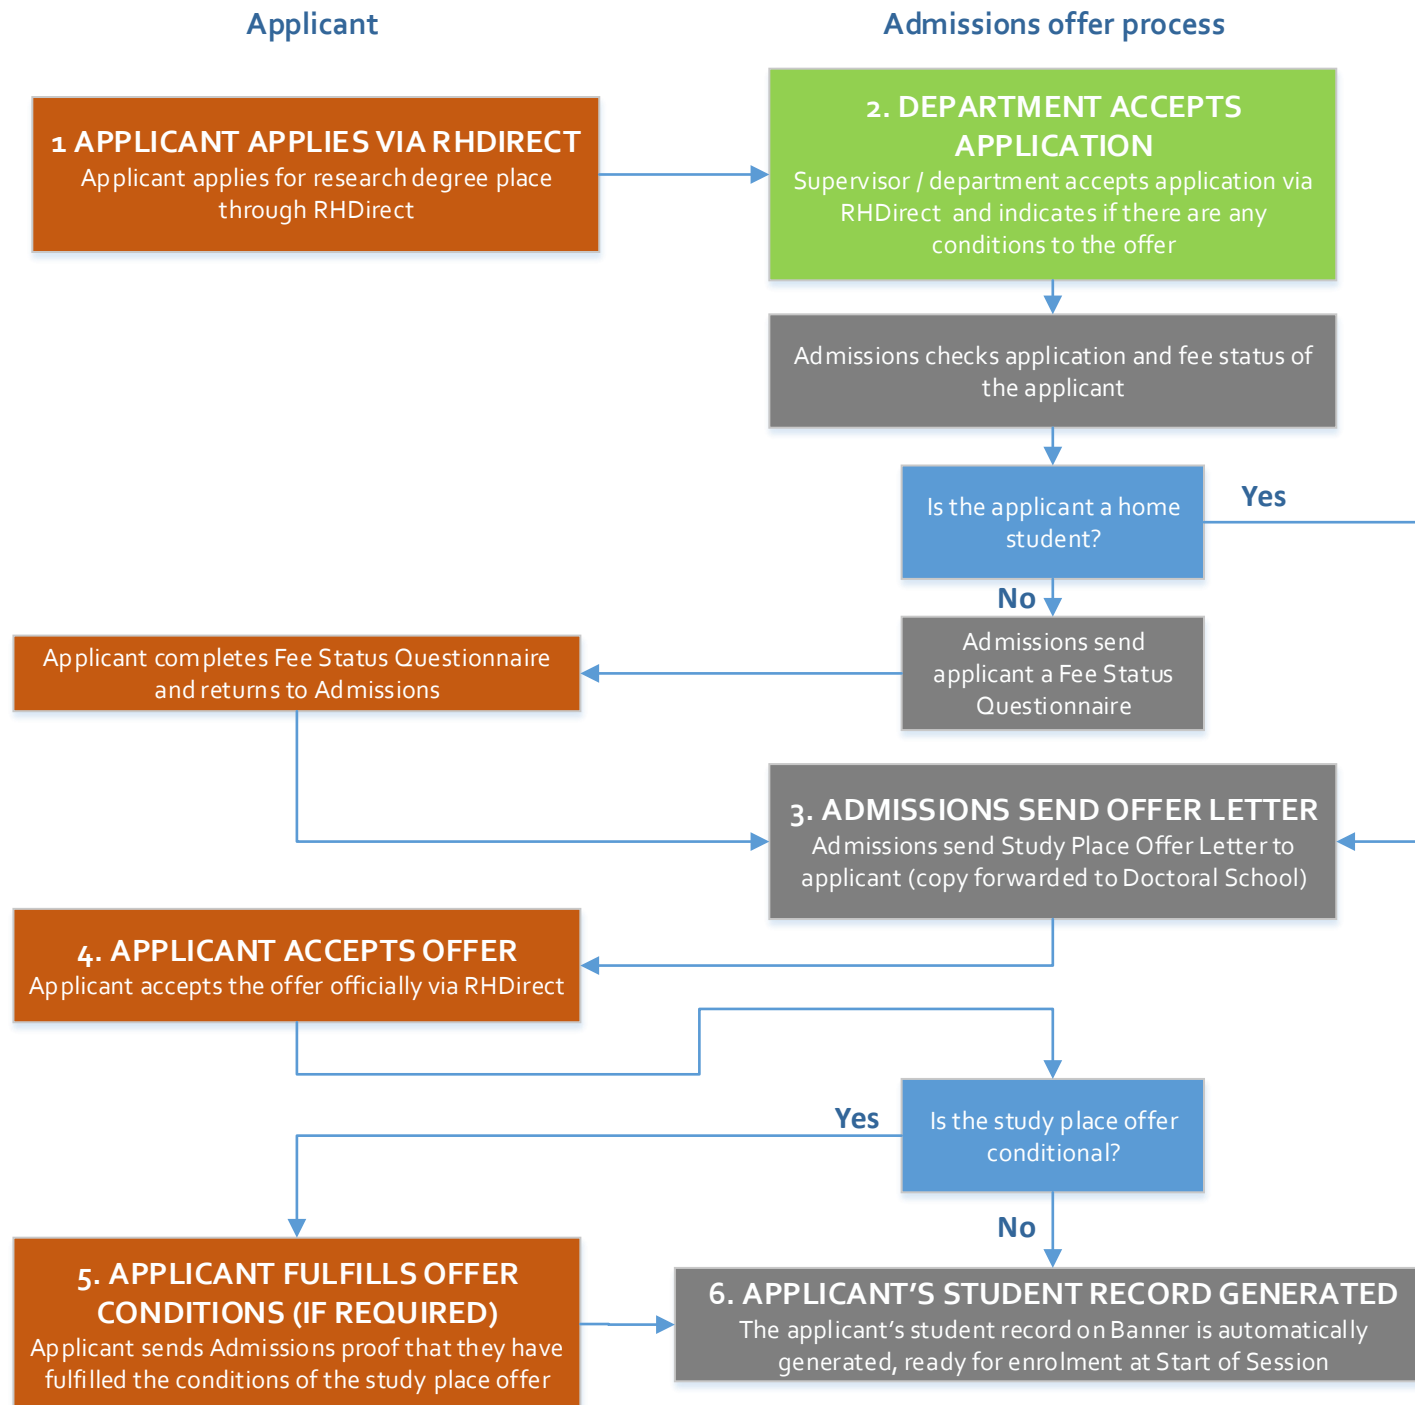 Applicant
Admissions offer process
1 APPLICANT APPLIES VIA RHDIRECT
Applicant applies for research degree place
through RHDirect
2. DEPARTMENT ACCEPTS
APPLICATION
Supervisor / department accepts application via
RHDirect and indicates if there are any
conditions to the offer
Admissions checks application and fee status of
the applicant
Is the applicant a home
student?
Yes
No
Admissions send
applicant a Fee Status
Questionnaire
Applicant completes Fee Status Questionnaire
and returns to Admissions
3. ADMISSIONS SEND OFFER LETTER
Admissions send Study Place Offer Letter to
applicant (copy forwarded to Doctoral School)
4. APPLICANT ACCEPTS OFFER
Applicant accepts the offer officially via RHDirect
Is the study place offer
conditional?
Yes
No
5. APPLICANT FULFILLS OFFER
CONDITIONS (IF REQUIRED)
Applicant sends Admissions proof that they have
fulfilled the conditions of the study place offer
6. APPLICANT’S STUDENT RECORD GENERATED
The applicant’s student record on Banner is automatically
generated, ready for enrolment at Start of Session